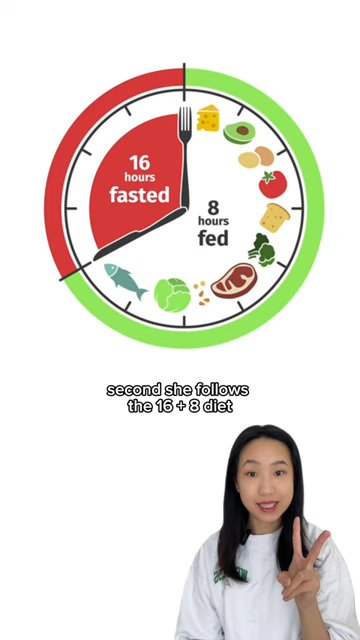 16
hours
fasted
8
hours
fed
second she follows
the 16 + 8 diet